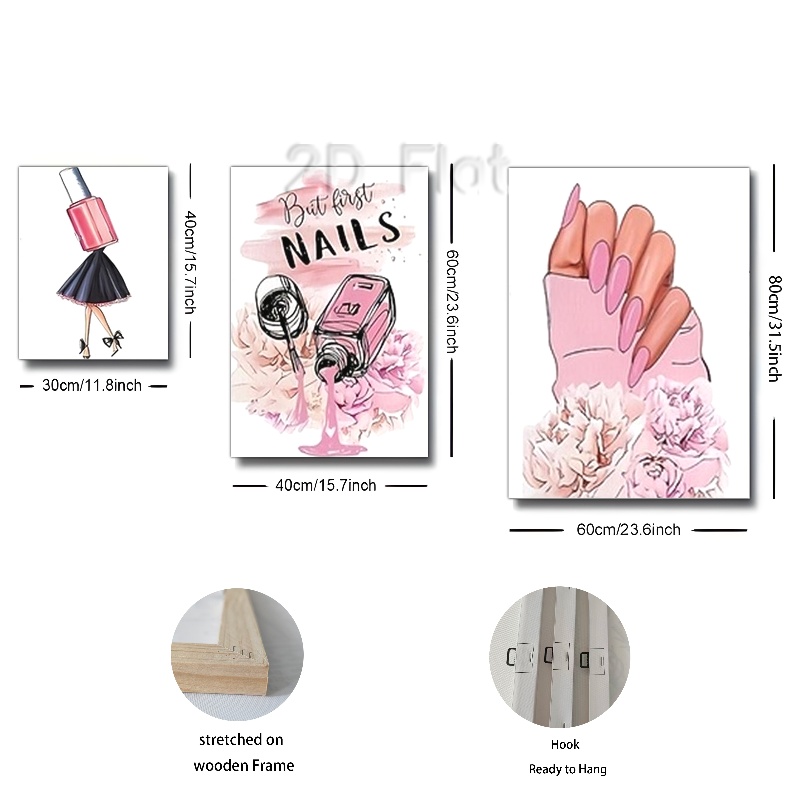 2D_Flat
But first
NAILS
40cm/15.7inch
30cm/11.8inch
60cm/23.6inch
40cm/15.7inch
80cm/31.5inch
60cm/23.6inch
stretched on
wooden Frame
Hook
Ready to Hang